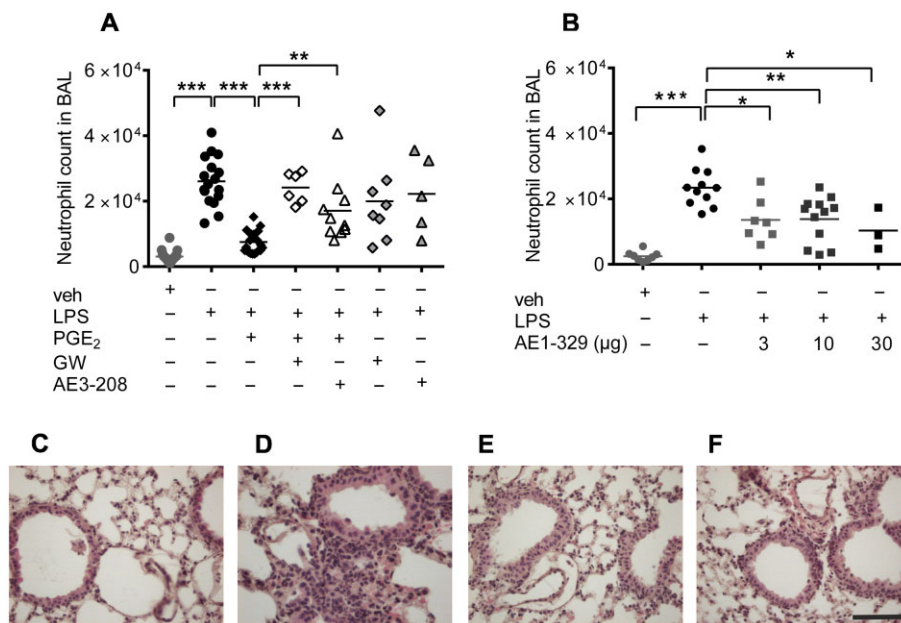 A
Neutrophil count in BAL
6 × 10⁴
4 × 10⁴
2 × 10⁴
0
*** *** *** **
veh + – – – – – –
LPS – + + + + + +
PGE₂ – – + + + – –
GW – – – + – + –
AE3-208 – – – – + – +
B
Neutrophil count in BAL
6 × 10⁴
4 × 10⁴
2 × 10⁴
0
*** * ** *
veh + – – – –
LPS – + + + +
AE1-329 (µg) – – 3 10 30
C D E F